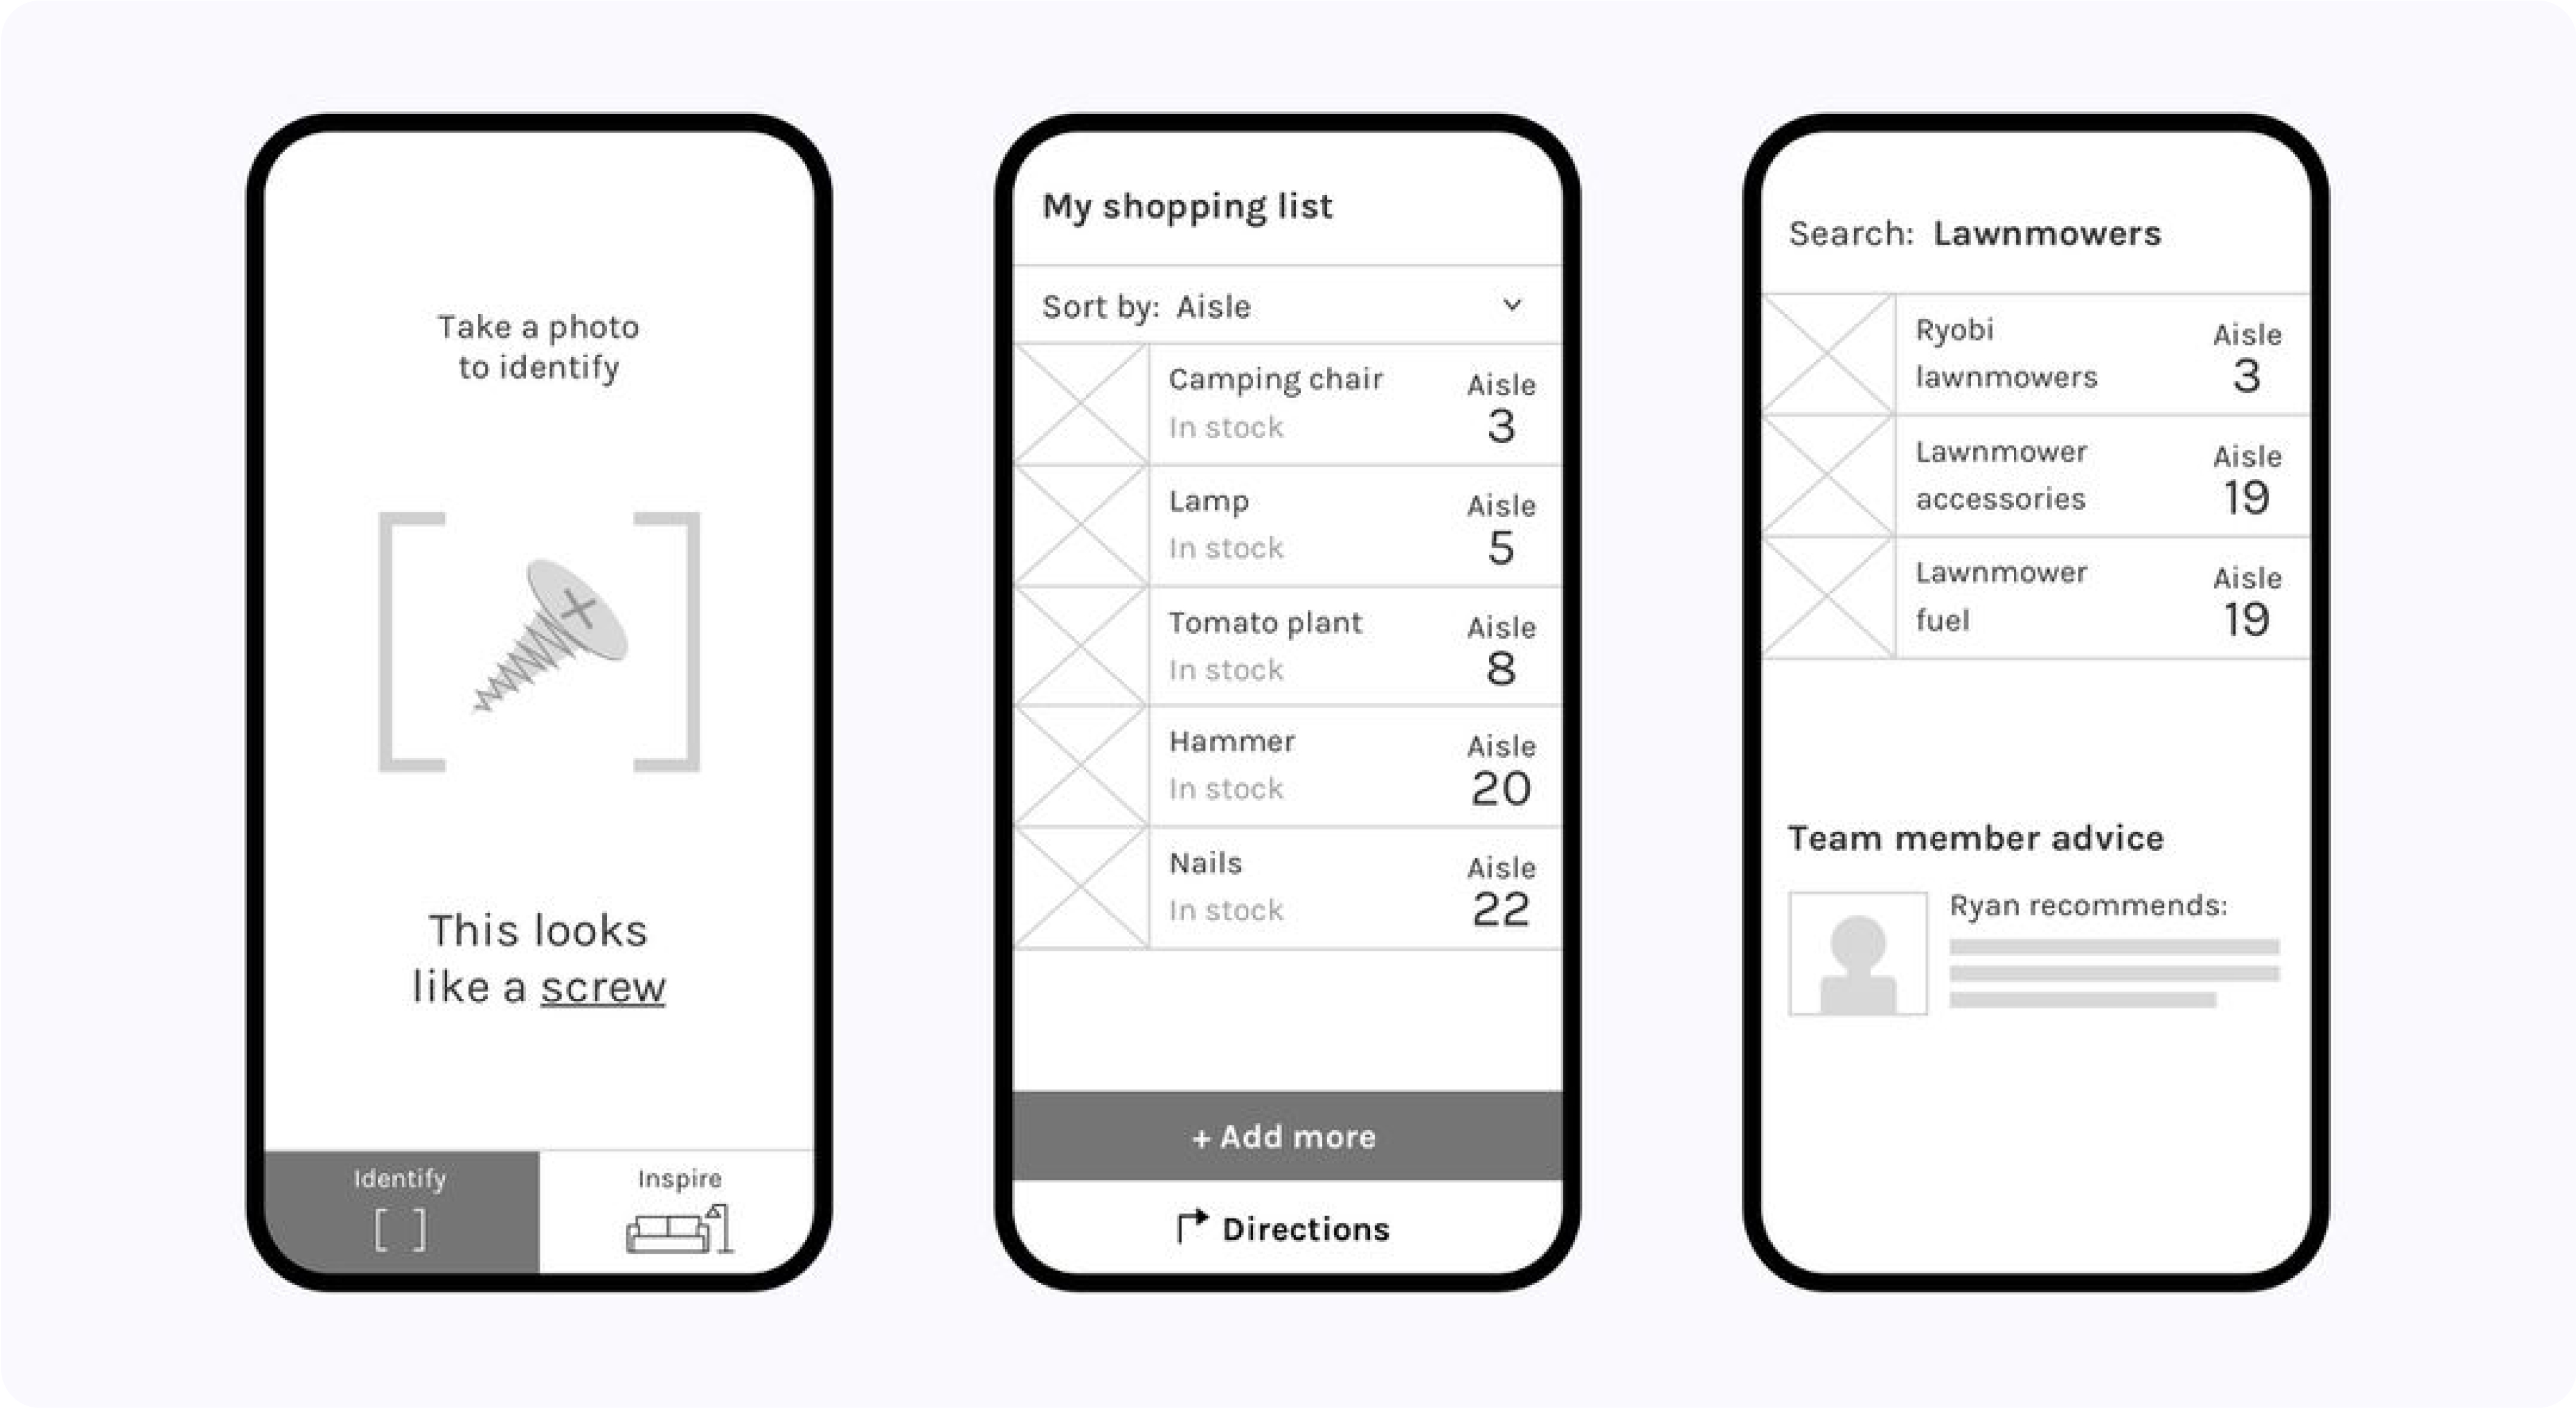 Take a photo
to identify
This looks
like a screw
Identify
Inspire
My shopping list
Sort by: Aisle
Camping chair
In stock
Aisle
3
Lamp
In stock
Aisle
5
Tomato plant
In stock
Aisle
8
Hammer
In stock
Aisle
20
Nails
In stock
Aisle
22
+ Add more
Directions
Search: Lawnmowers
Ryobi
lawnmowers
Aisle
3
Lawnmower
accessories
Aisle
19
Lawnmower
fuel
Aisle
19
Team member advice
Ryan recommends: